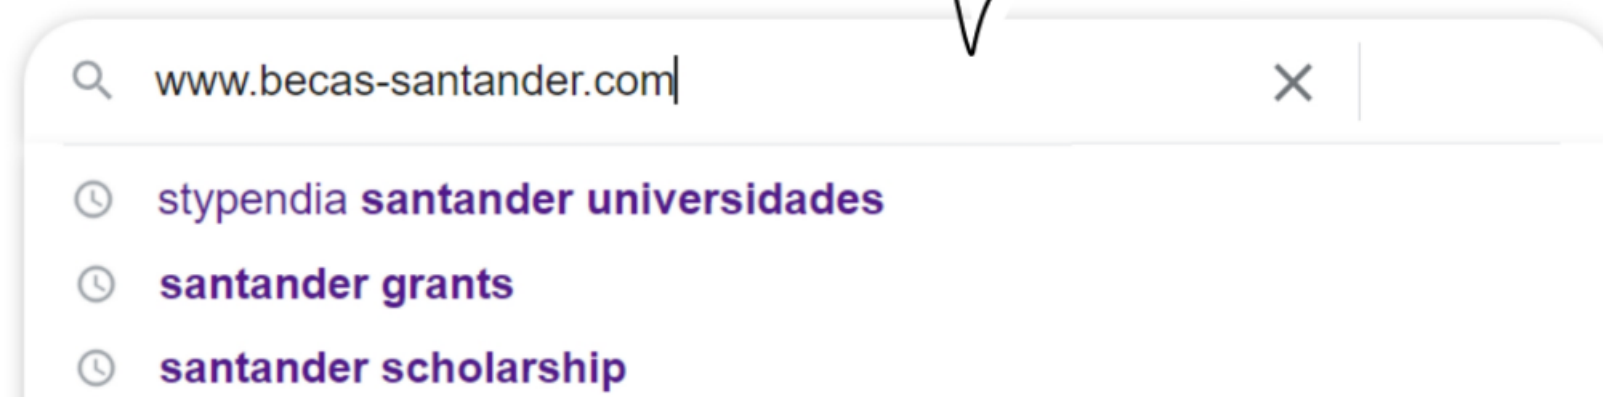 www.becas-santander.com
stypendia santander universidades
santander grants
santander scholarship